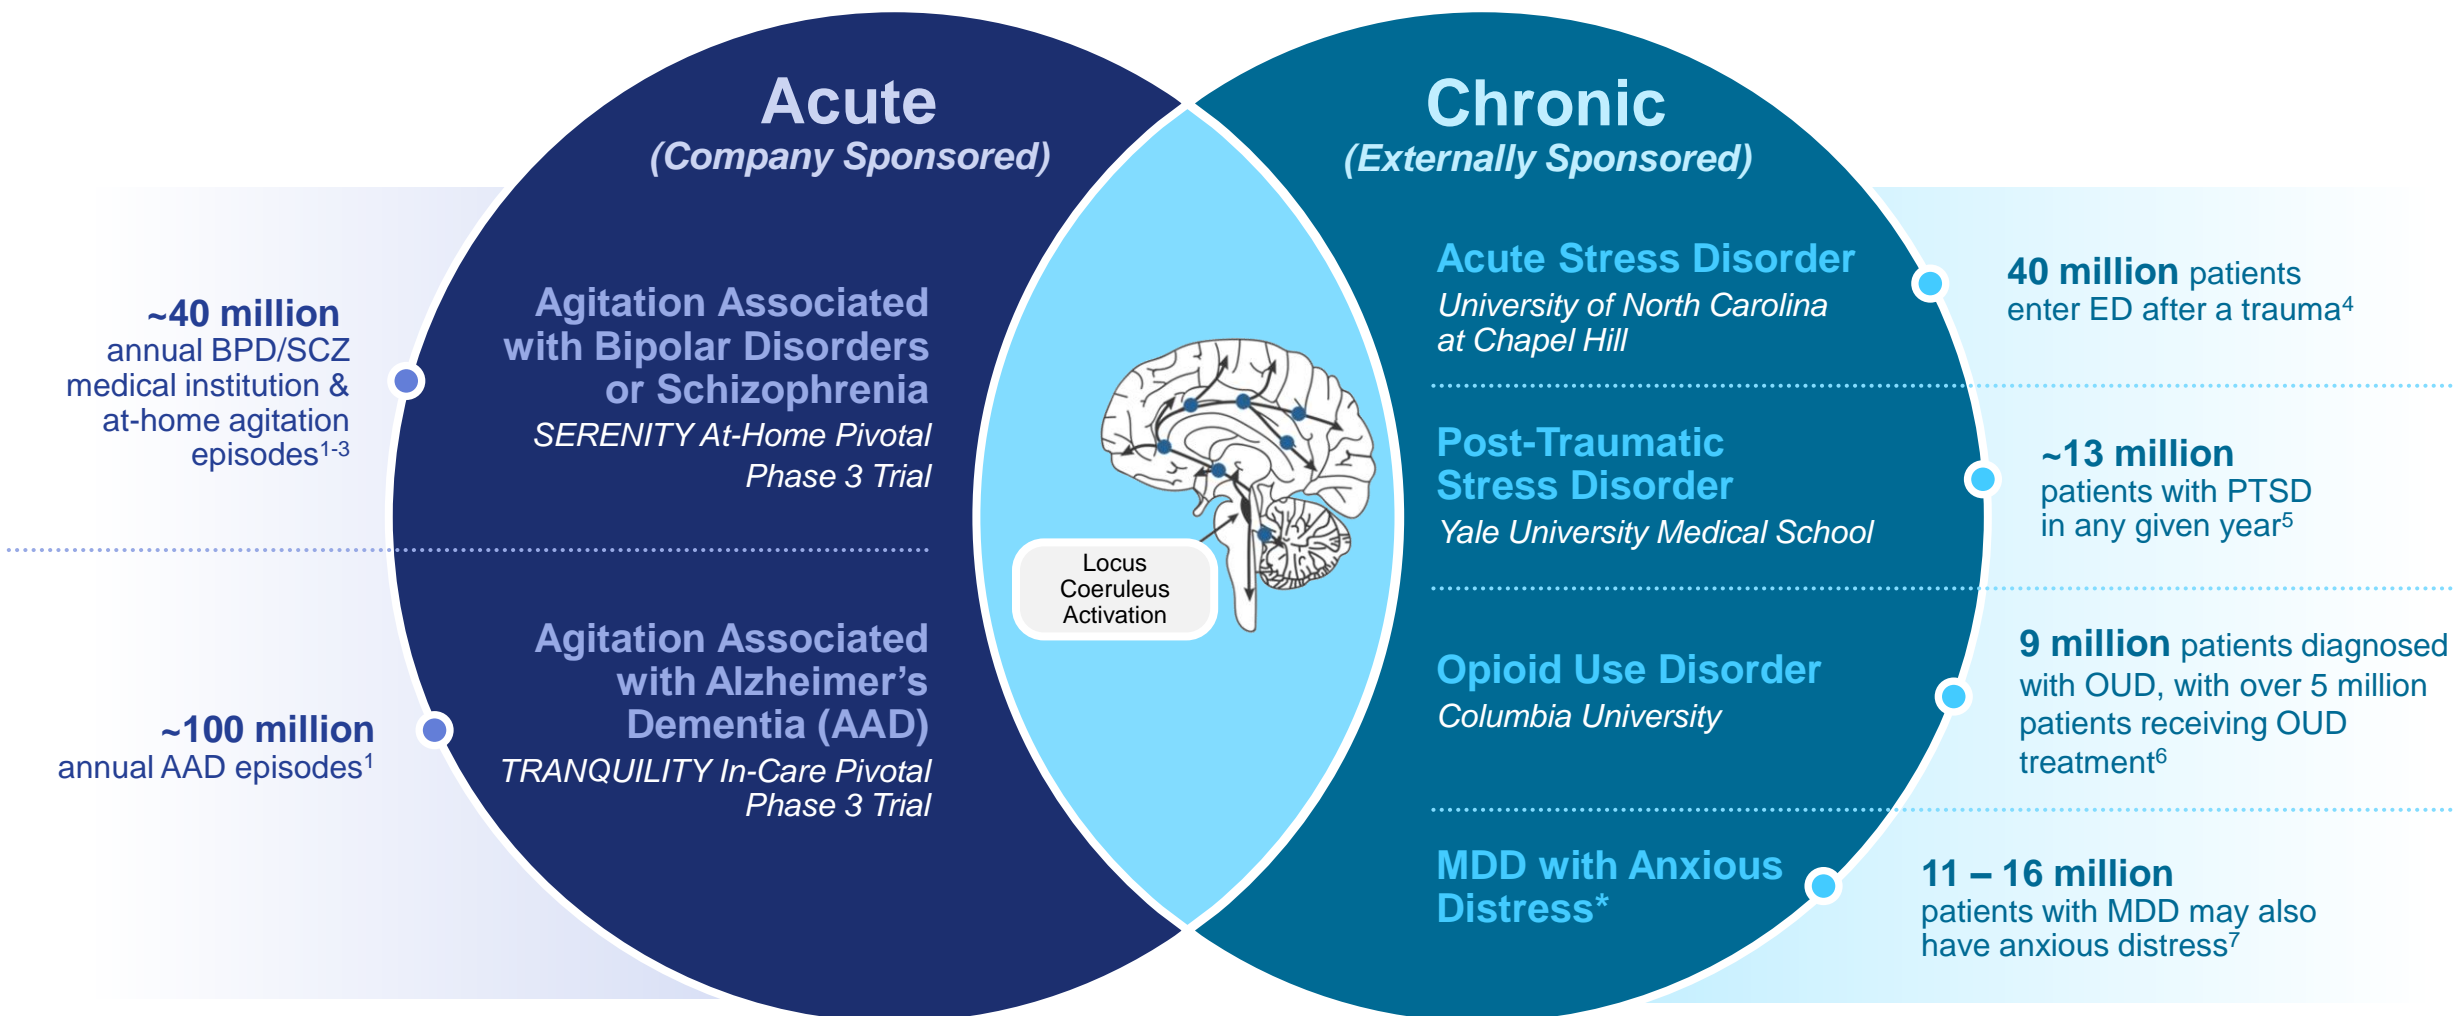 Acute
(Company Sponsored)
~40 million
annual BPD/SCZ
medical institution &
at-home agitation
episodes1-3
Agitation Associated
with Bipolar Disorders
or Schizophrenia
SERENITY At-Home Pivotal
Phase 3 Trial
~100 million
annual AAD episodes1
Agitation Associated
with Alzheimer's
Dementia (AAD)
TRANQUILITY In-Care Pivotal
Phase 3 Trial
Locus
Coeruleus
Activation
Chronic
(Externally Sponsored)
Acute Stress Disorder
University of North Carolina
at Chapel Hill
40 million patients
enter ED after a trauma4
Post-Traumatic
Stress Disorder
Yale University Medical School
~13 million
patients with PTSD
in any given year5
Opioid Use Disorder
Columbia University
9 million patients diagnosed
with OUD, with over 5 million
patients receiving OUD
treatment6
MDD with Anxious
Distress*
11 – 16 million
patients with MDD may also
have anxious distress7